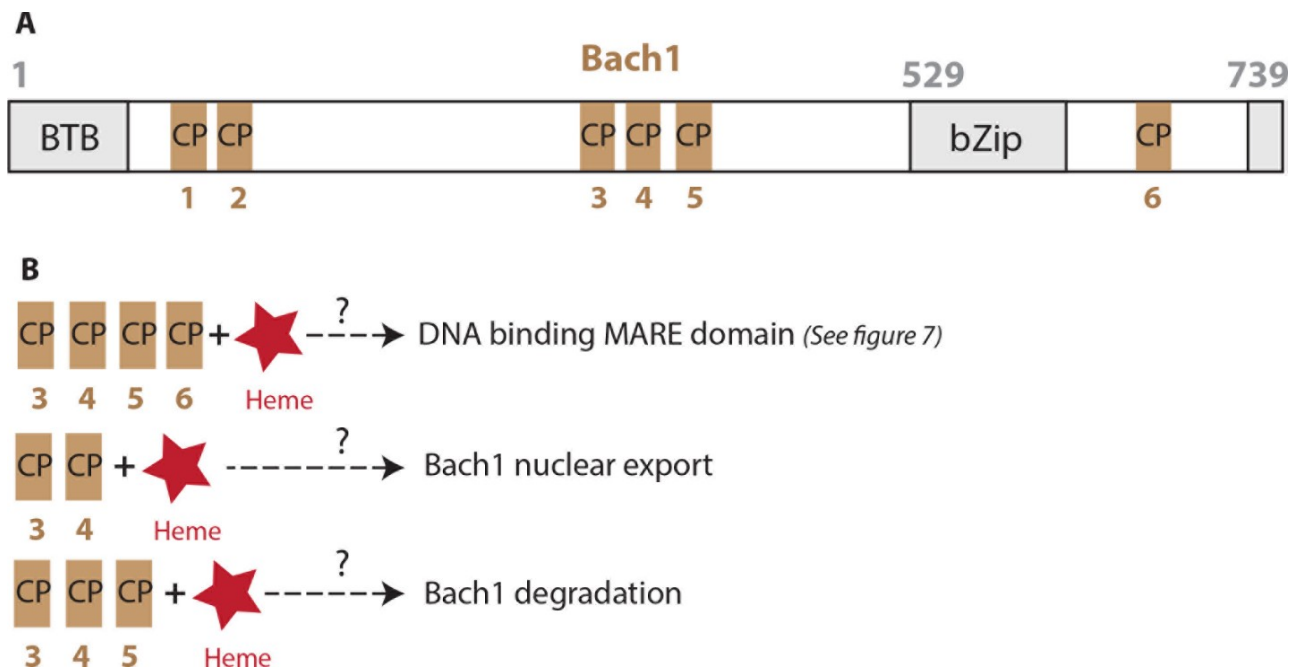 A
Bach1
1 529 739
BTB CP CP CP CP CP bZip CP
1 2 3 4 5 6
B
CP CP CP CP + ? DNA binding MARE domain (See figure 7)
3 4 5 6 Heme
CP CP + ? Bach1 nuclear export
3 4 Heme
CP CP CP + ? Bach1 degradation
3 4 5 Heme